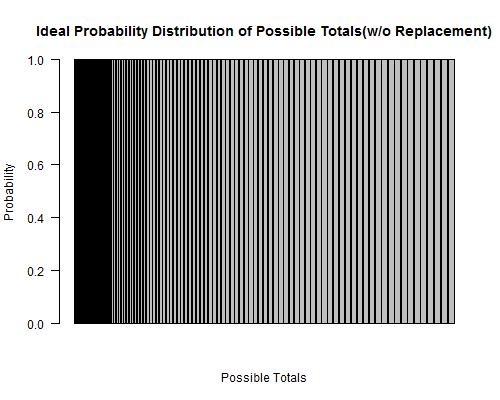 Ideal Probability Distribution of Possible Totals(w/o Replacement)
1.0
0.8
0.6
0.4
0.2
0.0
Probability
Possible Totals